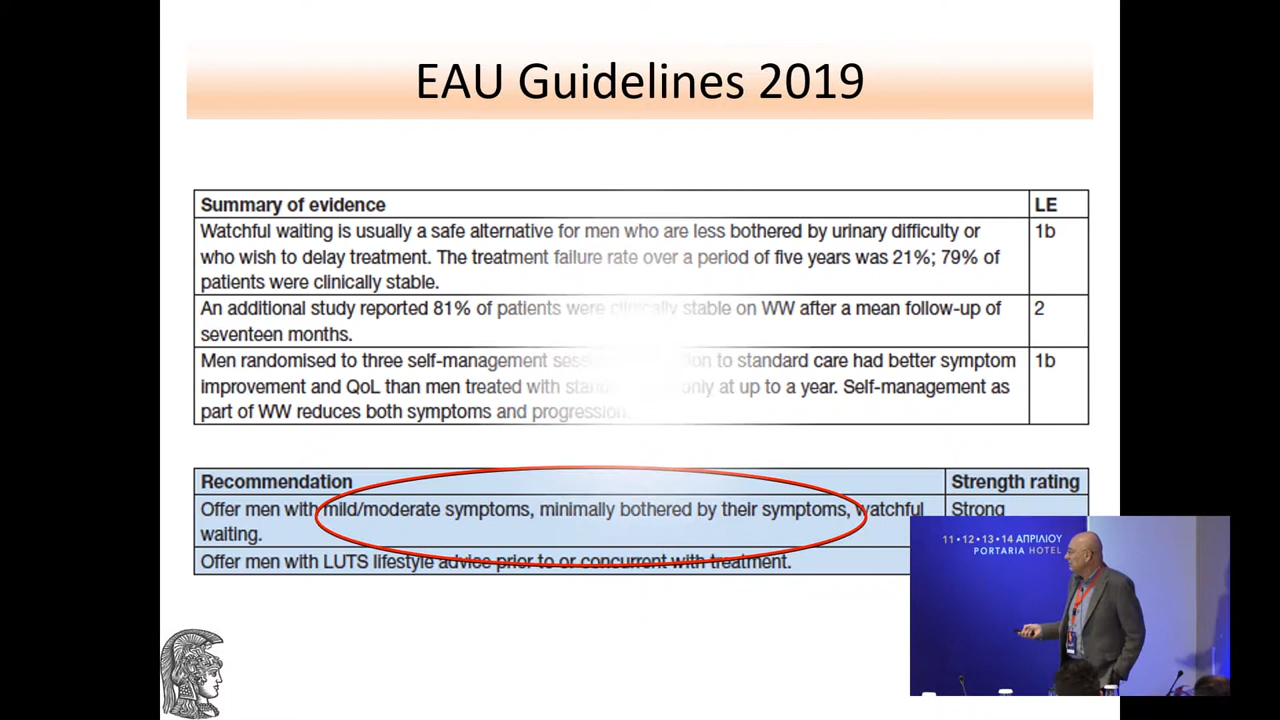 EAU Guidelines 2019
Summary of evidence LE
Watchful waiting is usually a safe alternative for men who are less bothered by urinary difficulty or 1b
who wish to delay treatment. The treatment failure rate over a period of five years was 21%; 79% of
patients were clinically stable.
An additional study reported 81% of patients were clinically stable on WW after a mean follow-up of 2
seventeen months.
Men randomised to three self-management to standard care had better symptom 1b
improvement and QoL than men treated with only at up to a year. Self-management as
part of WW reduces both symptoms and progression.
Recommendation Strength rating
Offer men with mild/moderate symptoms, minimally bothered by their symptoms, watchful Strong
waiting.
Offer men with LUTS lifestyle advice prior to or concurrent with treatment.
11 • 12 • 13 • 14 ΑΠΡΙΛΙΟΥ
PORTARIA HOTEL